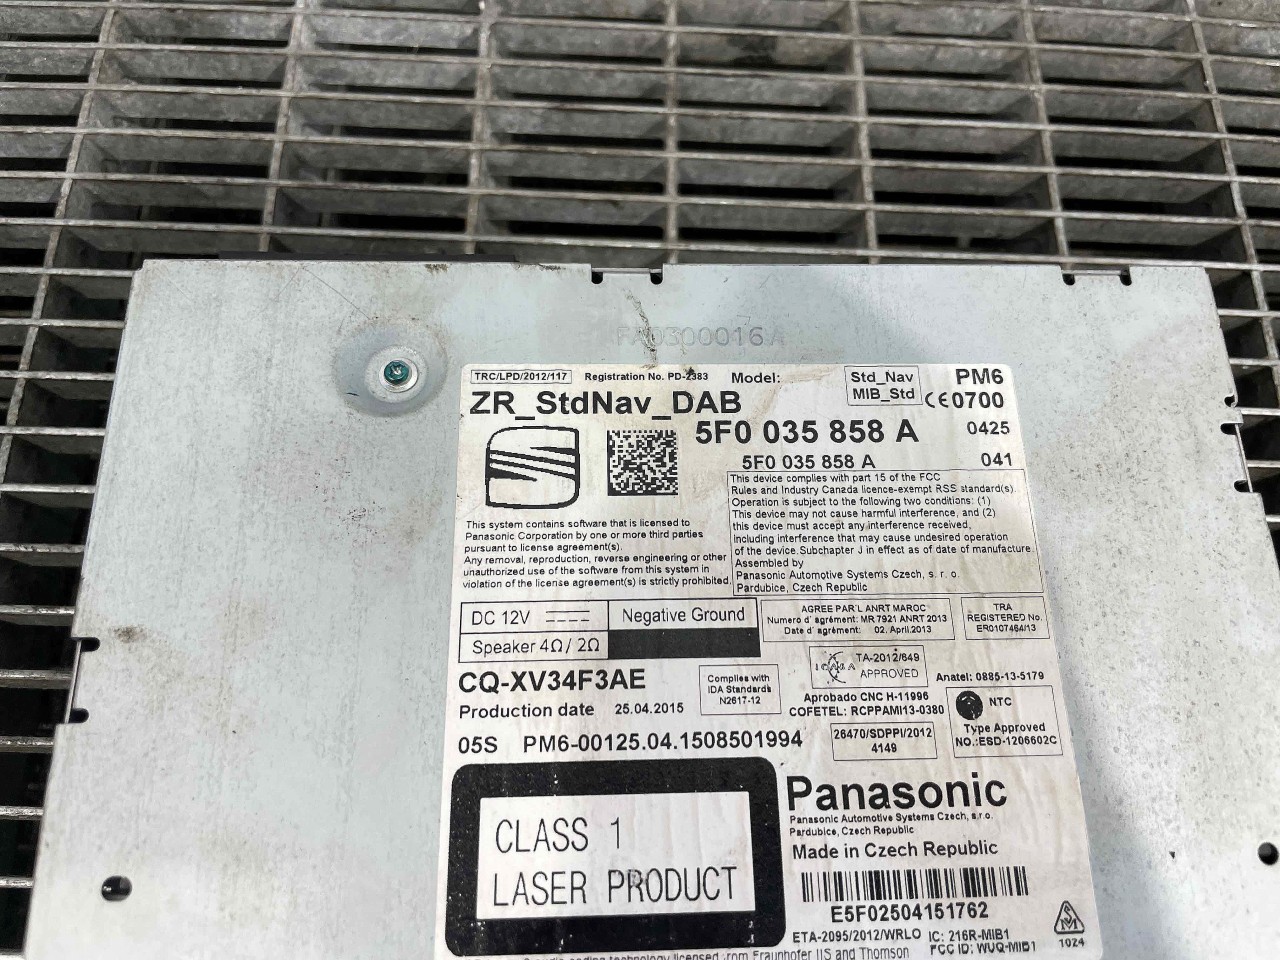 FA0300016A
TRC/LPD/2012/117 Registration No. PD-2383 Model: Std_Nav MIB_Std PM6
ZR_StdNav_DAB CE0700
5F0 035 858 A 0425
5F0 035 858 A 041
This device complies with part 15 of the FCC
Rules and Industry Canada licence-exempt RSS standard(s).
Operation is subject to the following two conditions: (1)
This device may not cause harmful interference, and (2)
this device must accept any interference received,
including interference that may cause undesired operation
of the device. Subchapter J in effect as of date of manufacture.
Assembled by
Panasonic Automotive Systems Czech, s. r. o.
Pardubice, Czech Republic
This system contains software that is licensed to
Panasonic Corporation by one or more third parties
pursuant to license agreement(s).
Any removal, reproduction, reverse engineering or other
unauthorized use of the software from this system in
violation of the license agreement(s) is strictly prohibited.
DC 12V Negative Ground
Speaker 4Ω / 2Ω
AGREE PAR L'ANRT MAROC
Numero d' agrément: MR 7921 ANRT 2013
Date d' agrément: 02. April.2013
TRA
REGISTERED No.
ER0107464/13
CQ-XV34F3AE
Complies with
IDA Standards
N2617-12
ICASA TA-2012/649
APPROVED
Anatel: 0885-13-5179
Aprobado CNC H-11996
COFETEL: RCPPAMI13-0380
NTC
Type Approved
NO.:ESD-1206602C
Production date 25.04.2015
26470/SDPPI/2012
4149
05S PM6-00125.04.1508501994
CLASS 1
LASER PRODUCT
Panasonic
Panasonic Automotive Systems Czech, s.r.o.
Pardubice, Czech Republic
Made in Czech Republic
E5F02504151762
ETA-2095/2012/WRLO IC: 216R-MIB1
FCC ID: WUQ-MIB1
1024
coding technology licensed from Fraunhofer IIS and Thomson